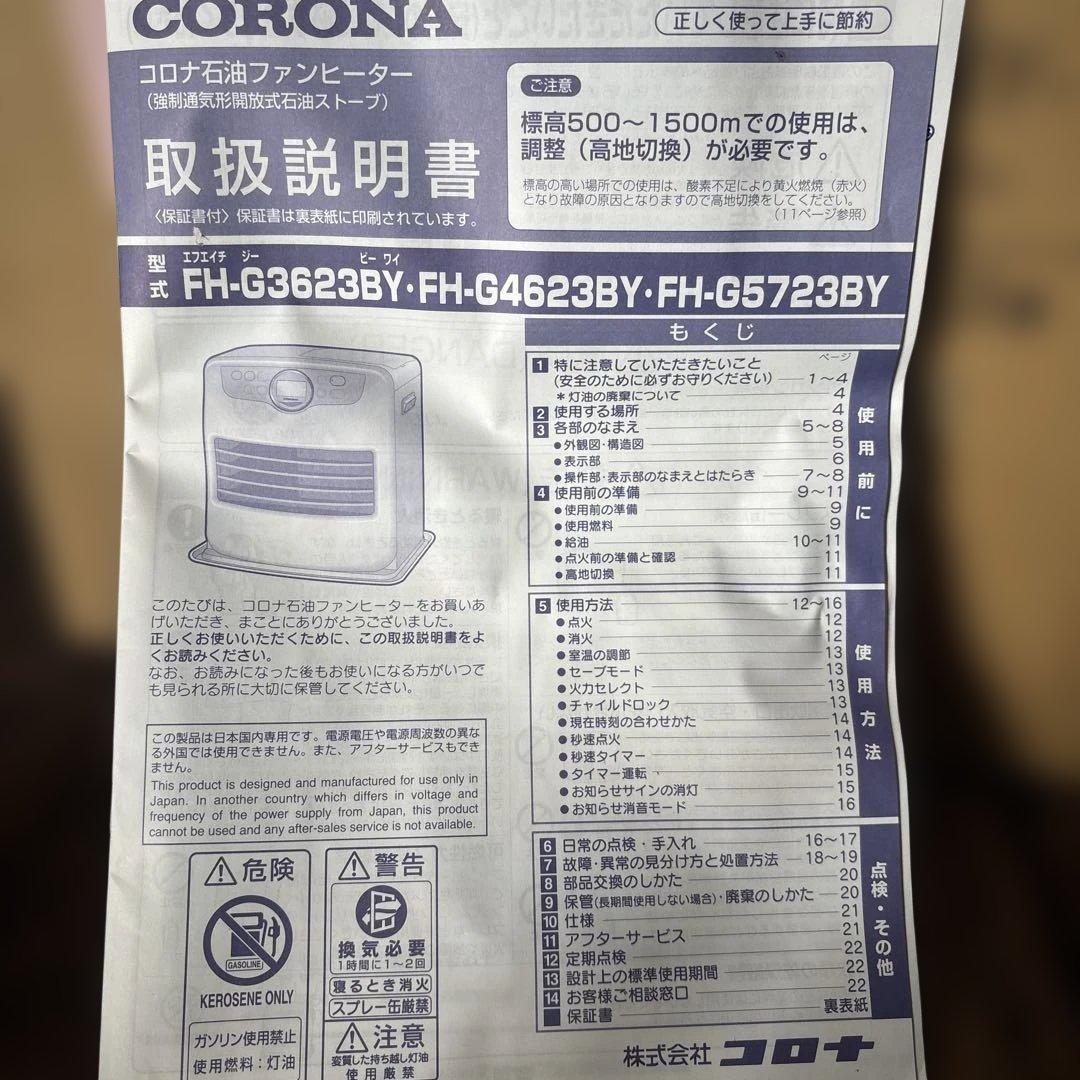 CORONA
正しく使って上手に節約
コロナ石油ファンヒーター
(強制通気形開放式石油ストーブ)
取扱説明書
〈保証書付〉保証書は裏表紙に印刷されています。
ご注意
標高500～1500mでの使用は、
調整(高地切換)が必要です。
標高の高い場所での使用は、酸素不足により黄火燃焼(赤火)
となり故障の原因となりますので高地切換をしてください。
(11ページ参照)
型式
エフエイチ ジー ビー ワイ
FH-G3623BY・FH-G4623BY・FH-G5723BY
もくじ
ページ
1 特に注意していただきたいこと
(安全のために必ずお守りください) 1～4
＊灯油の廃棄について 4
2 使用する場所 4
3 各部のなまえ 5～8
●外観図・構造図 5
●表示部 6
●操作部・表示部のなまえとはたらき 7～8
4 使用前の準備 9～11
●使用前の準備 9
●使用燃料 9
●給油 10～11
●点火前の準備と確認 11
●高地切換 11
使用前に
5 使用方法 12～16
●点火 12
●消火 12
●室温の調節 13
●セーブモード 13
●火力セレクト 13
●チャイルドロック 13
●現在時刻の合わせかた 14
●秒速点火 14
●秒速タイマー 14
●タイマー運転 15
●お知らせサインの消灯 15
●お知らせ消音モード 16
使用方法
6 日常の点検・手入れ 16～17
7 故障・異常の見分け方と処置方法 18～19
8 部品交換のしかた 20
9 保管(長期間使用しない場合)・廃棄のしかた 20
10 仕様 21
11 アフターサービス 21
12 定期点検 22
13 設計上の標準使用期間 22
14 お客様ご相談窓口 22
保証書 裏表紙
点検・その他
このたびは、コロナ石油ファンヒーターをお買いあ
げいただき、まことにありがとうございました。
正しくお使いいただくために、この取扱説明書をよ
くお読みください。
なお、お読みになった後もお使いになる方がいつで
も見られる所に大切に保管してください。
この製品は日本国内専用です。電源電圧や電源周波数の異な
る外国では使用できません。また、アフターサービスもでき
ません。
This product is designed and manufactured for use only in
Japan. In another country which differs in voltage and
frequency of the power supply from Japan, this product
cannot be used and any after-sales service is not available.
危険
GASOLINE
KEROSENE ONLY
ガソリン使用禁止
使用燃料：灯油
警告
換気必要
1時間に1～2回
寝るとき消火
スプレー缶厳禁
注意
変質した持ち越し灯油
使用厳禁
株式会社 コロナ